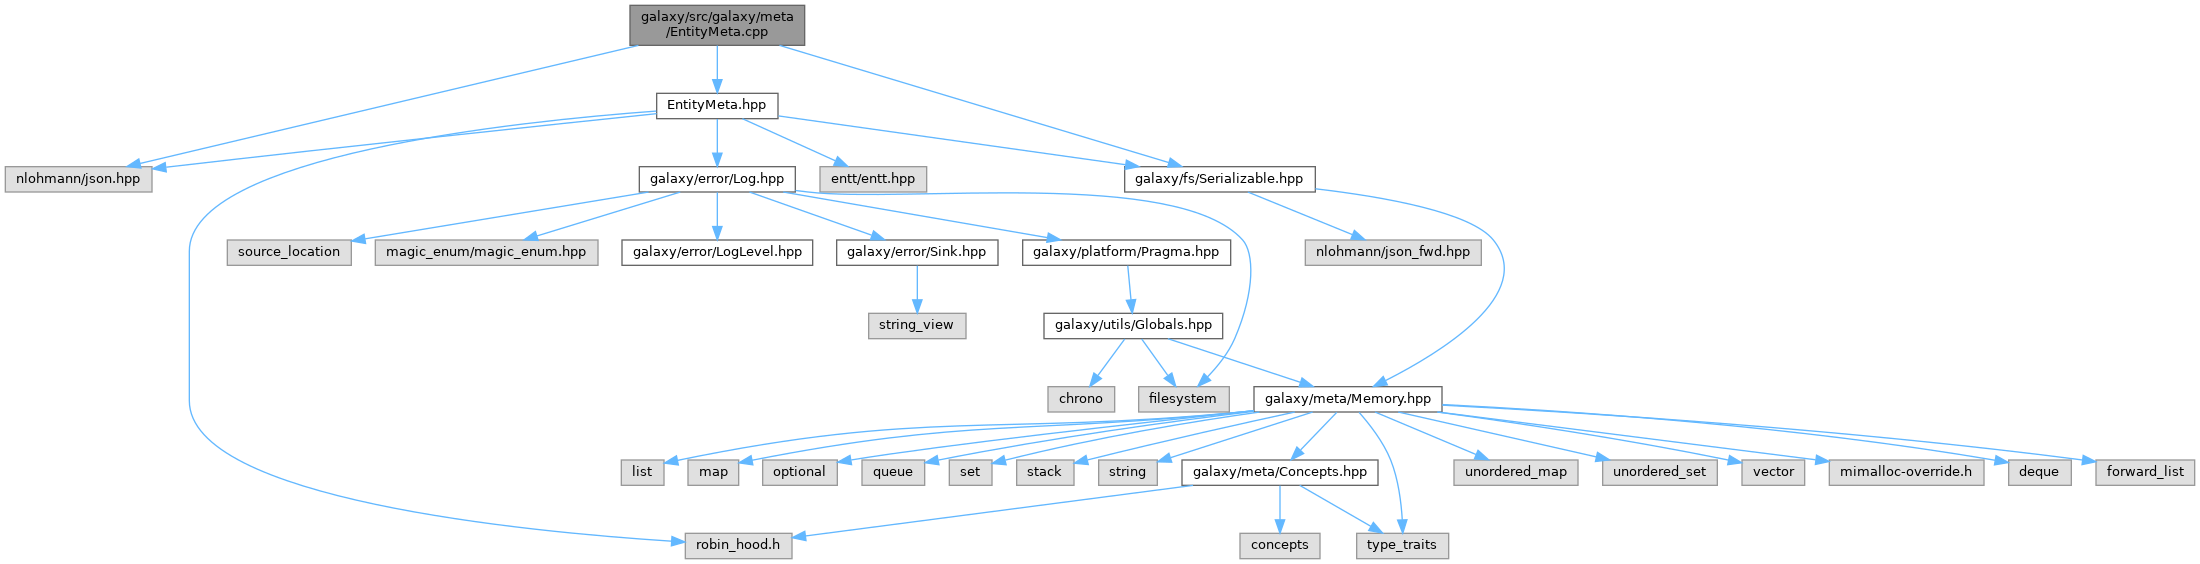 galaxy/src/galaxy/meta
/EntityMeta.cpp
EntityMeta.hpp
nlohmann/json.hpp
galaxy/error/Log.hpp
entt/entt.hpp
galaxy/fs/Serializable.hpp
source_location
magic_enum/magic_enum.hpp
galaxy/error/LogLevel.hpp
galaxy/error/Sink.hpp
galaxy/platform/Pragma.hpp
nlohmann/json_fwd.hpp
string_view
galaxy/utils/Globals.hpp
chrono
filesystem
galaxy/meta/Memory.hpp
list
map
optional
queue
set
stack
string
galaxy/meta/Concepts.hpp
unordered_map
unordered_set
vector
mimalloc-override.h
deque
forward_list
robin_hood.h
concepts
type_traits